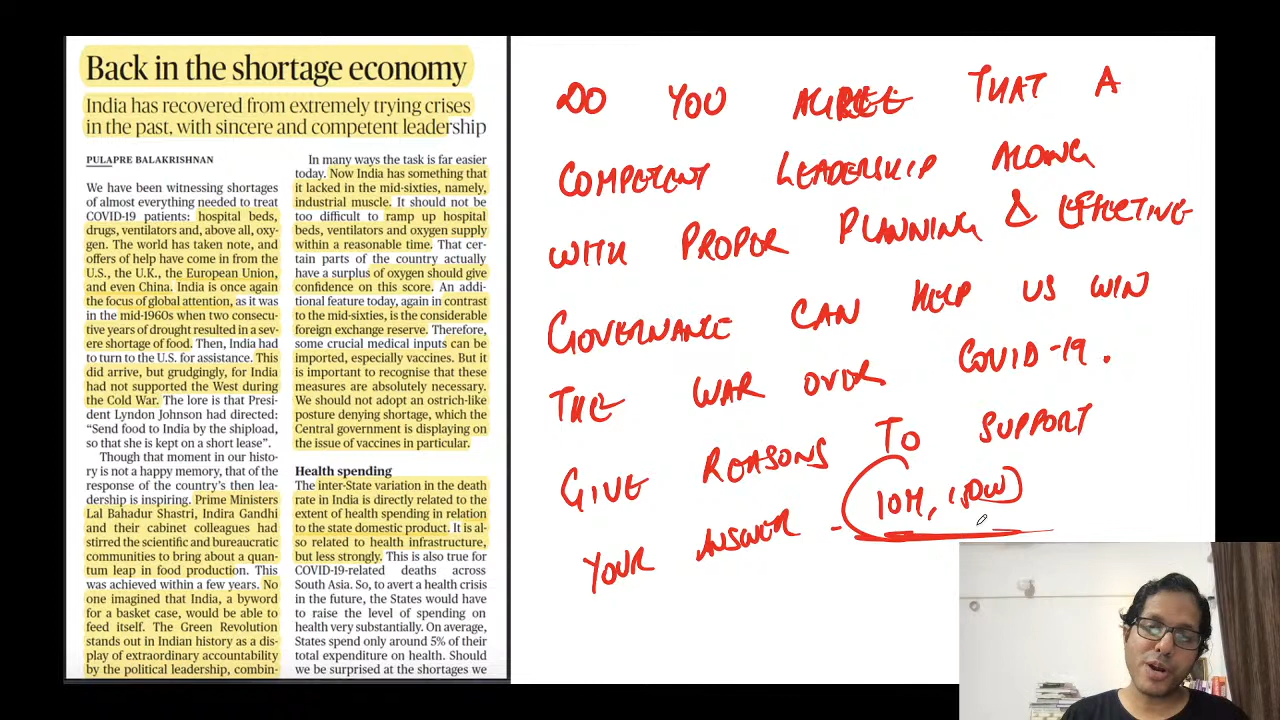 Back in the shortage economy
India has recovered from extremely trying crises
in the past, with sincere and competent leadership
PULAPRE BALAKRISHNAN
We have been witnessing shortages
of almost everything needed to treat
COVID-19 patients: hospital beds,
drugs, ventilators and, above all, oxy-
gen. The world has taken note, and
offers of help have come in from the
U.S., the U.K., the European Union,
and even China. India is once again
the focus of global attention, as it was
in the mid-1960s when two consecu-
tive years of drought resulted in a sev-
ere shortage of food. Then, India had
to turn to the U.S. for assistance. This
did arrive, but grudgingly, for India
had not supported the West during
the Cold War. The lore is that Presi-
dent Lyndon Johnson had directed:
“Send food to India by the shipload,
so that she is kept on a short lease”.
Though that moment in our histo-
ry is not a happy memory, that of the
response of the country's then lea-
dership is inspiring. Prime Ministers
Lal Bahadur Shastri, Indira Gandhi
and their cabinet colleagues had
stirred the scientific and bureaucratic
communities to bring about a quan-
tum leap in food production. This
was achieved within a few years. No
one imagined that India, a byword
for a basket case, would be able to
feed itself. The Green Revolution
stands out in Indian history as a dis-
play of extraordinary accountability
by the political leadership, combin-
In many ways the task is far easier
today. Now India has something that
it lacked in the mid-sixties, namely,
industrial muscle. It should not be
too difficult to ramp up hospital
beds, ventilators and oxygen supply
within a reasonable time. That cer-
tain parts of the country actually
have a surplus of oxygen should give
confidence on this score. An addi-
tional feature today, again in contrast
to the mid-sixties, is the considerable
foreign exchange reserve. Therefore,
some crucial medical inputs can be
imported, especially vaccines. But it
is important to recognise that these
measures are absolutely necessary.
We should not adopt an ostrich-like
posture denying shortage, which the
Central government is displaying on
the issue of vaccines in particular.
Health spending
The inter-State variation in the death
rate in India is directly related to the
extent of health spending in relation
to the state domestic product. It is al-
so related to health infrastructure,
but less strongly. This is also true for
COVID-19-related deaths across
South Asia. So, to avert a health crisis
in the future, the States would have
to raise the level of spending on
health very substantially. On average,
States spend only around 5% of their
total expenditure on health. Should
we be surprised at the shortages we
DO YOU AGREE THAT A
COMPETENT LEADERSHIP ALONG
WITH PROPER PLANNING & EFFECTING
GOVERNANCE CAN HELP US WIN
THE WAR OVER COVID-19.
GIVE REASONS TO SUPPORT
YOUR ANSWER - 10M, 150W)